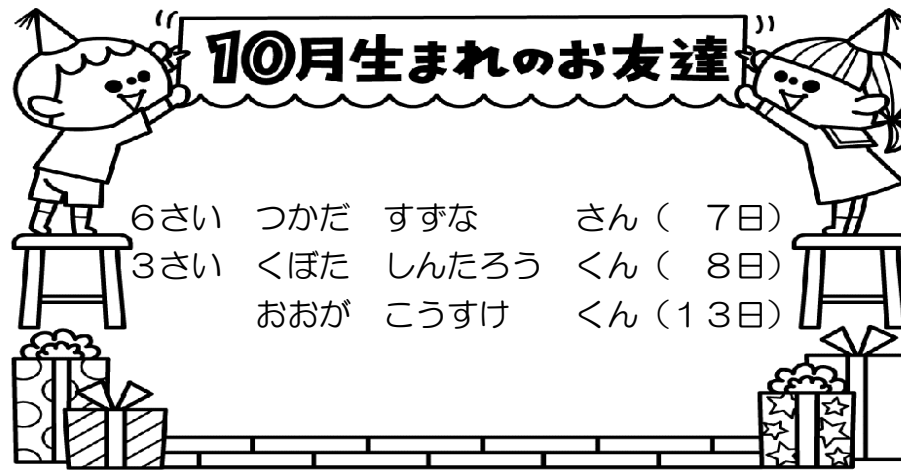 10月生まれのお友達
６さい　つかだ　すずな　　　さん（　７日）
３さい　くぼた　しんたろう　くん（　８日）
おおが　こうすけ　　くん（１３日）